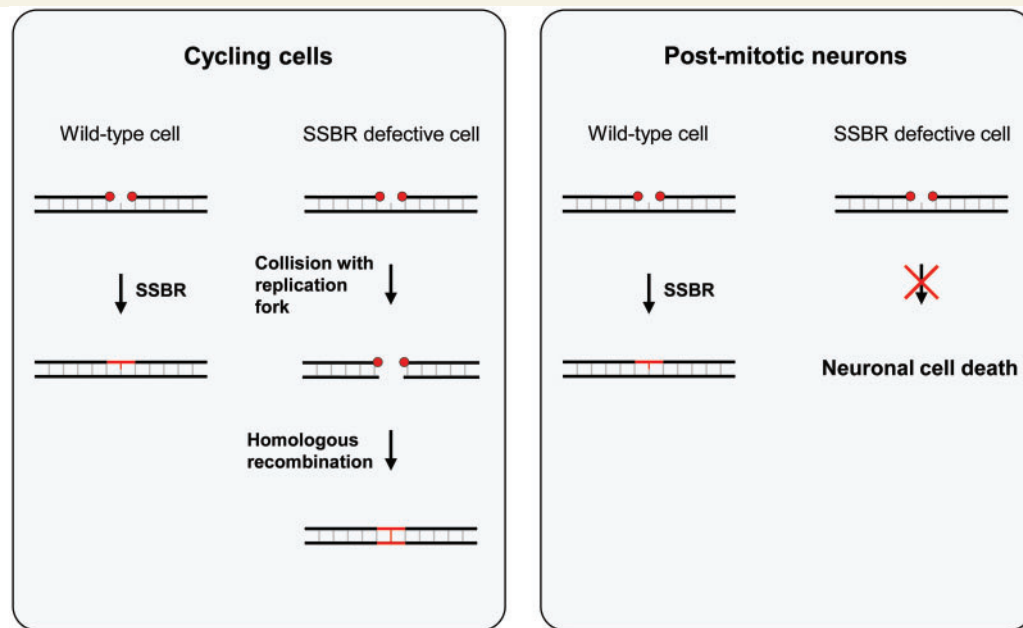 Cycling cells
Wild-type cell
SSBR defective cell
SSBR
Collision with
replication
fork
Homologous
recombination
Post-mitotic neurons
Wild-type cell
SSBR defective cell
SSBR
Neuronal cell death